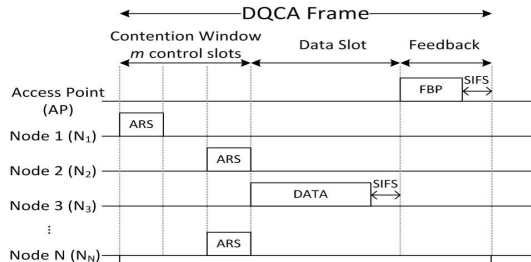 DQCA Frame
Contention Window
m control slots
Data Slot
Feedback
Access Point
(AP)
FBP
SIFS
Node 1 (N1)
ARS
Node 2 (N2)
ARS
Node 3 (N3)
DATA
SIFS
⋮
Node N (NN)
ARS